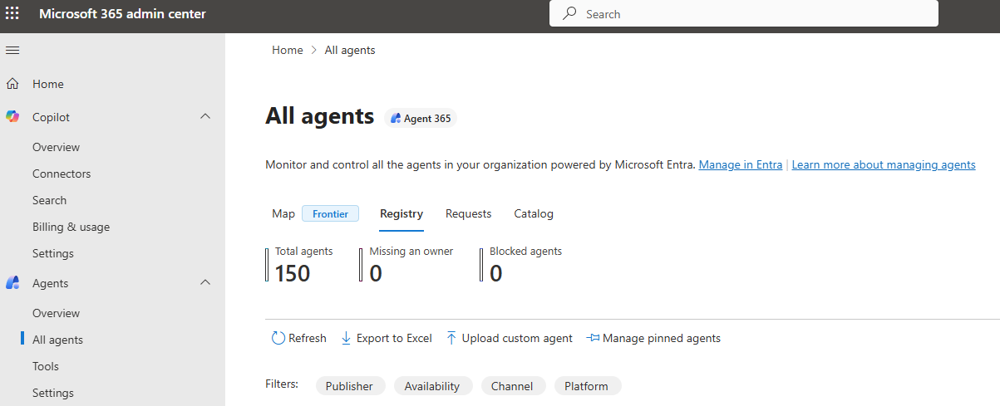 Microsoft 365 admin center
Search
Home
Copilot
Overview
Connectors
Search
Billing & usage
Settings
Agents
Overview
All agents
Tools
Settings
Home > All agents
All agents Agent 365
Monitor and control all the agents in your organization powered by Microsoft Entra. Manage in Entra | Learn more about managing agents
Map Frontier Registry Requests Catalog
Total agents Missing an owner Blocked agents
150 0 0
Refresh Export to Excel Upload custom agent Manage pinned agents
Filters: Publisher Availability Channel Platform